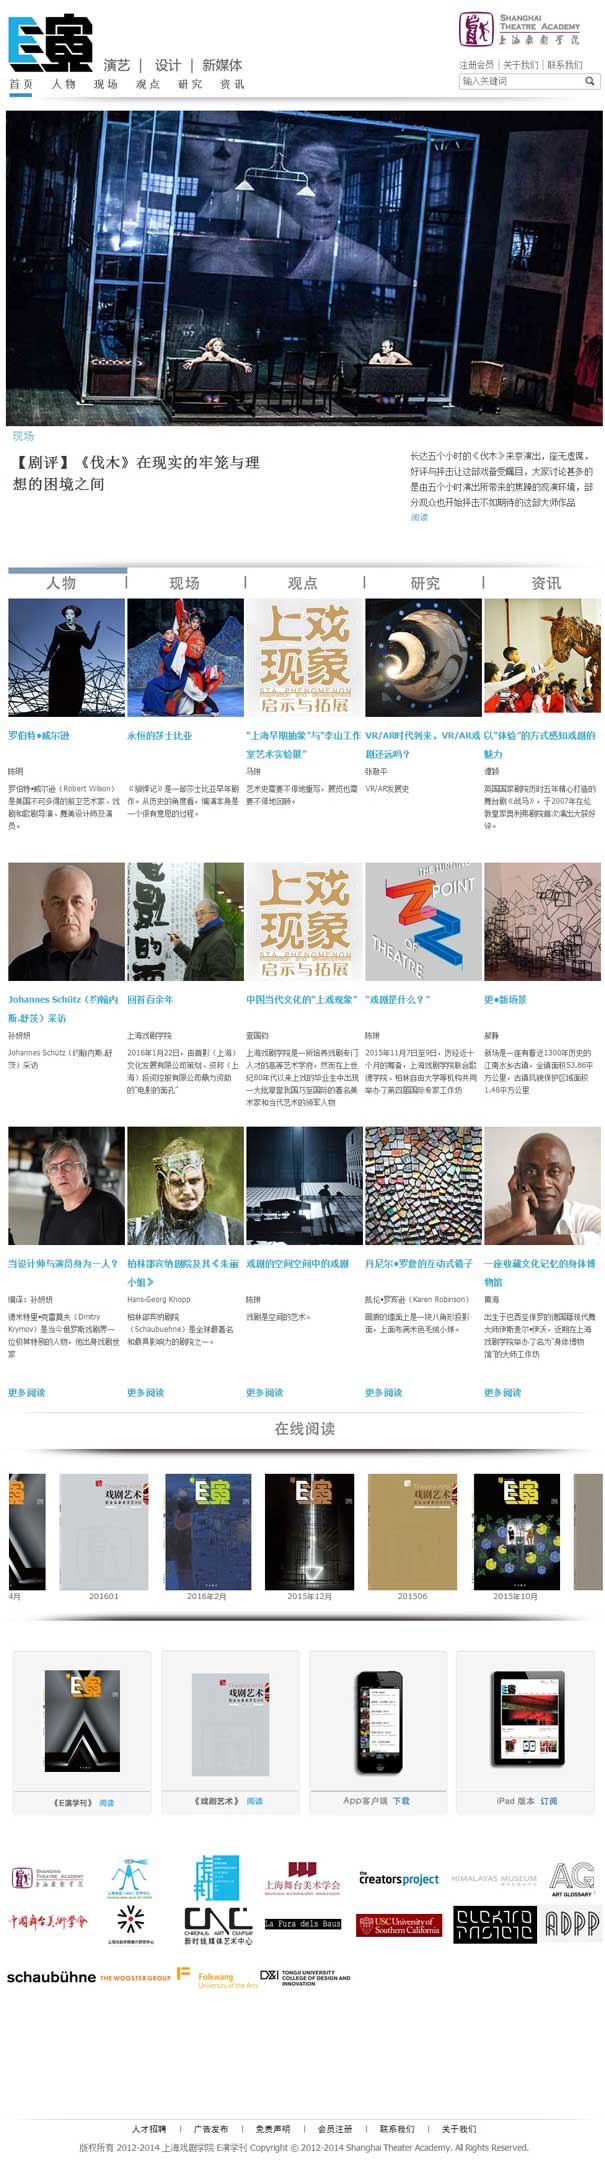 E演
演艺 | 设计 | 新媒体
SHANGHAI
THEATRE ACADEMY
上海戏剧学院
注册会员 | 关于我们 | 联系我们
首页 人物 现场 观点 研究 资讯
输入关键词
现场
【剧评】《伐木》在现实的牢笼与理
想的困境之间
长达五个小时的《伐木》来京演出，座无虚席，
好评与抨击让这部戏备受瞩目，大家讨论甚多的
是由五个小时演出所带来的焦躁的观演环境，部
分观众也开始抨击不如期待的这部大师作品
阅读
人物 | 现场 | 观点 | 研究 | 资讯
上戏
现象
STA PHENOMENON
Inspiration and development
启示与拓展
罗伯特•威尔逊
陈明
罗伯特•威尔逊（Robert Wilson）
是美国不可多得的前卫艺术家、戏
剧和歌剧导演、舞美设计师及演
员。
永恒的莎士比亚
《驯悍记》是一部莎士比亚早年剧
作。从历史的角度看，编演本身是
一个很有意思的过程。
“上海早期抽象”与“李山工作
室艺术实验展”
马琳
艺术史需要不停地重写，展览也需
要不停地回顾。
VR/AR时代到来，VR/AR戏
剧还远吗？
张敬平
VR/AR发展史
以“体验”的方式感知戏剧的
魅力
谭颖
英国国家剧院历时五年精心打造的
舞台剧《战马》，于2007年在伦
敦皇家奥利弗剧院首次演出大获好
评。
上戏
现象
STA PHENOMENON
Inspiration and development
启示与拓展
THE TURNING
POINT
OF
THEATRE
Johannes Schütz（约翰内
斯.舒茨）采访
孙妍妍
Johannes Schütz（约翰内斯.舒
茨）采访
回首百余年
上海戏剧学院
2016年1月22日，由首影（上海）
文化发展有限公司策划、资邦（上
海）投资控股有限公司鼎力资助
的“电影的面孔”
中国当代文化的“上戏现象”
壹国钧
上海戏剧学院是一所培养戏剧专门
人才的高等艺术学府，然而在上世
纪80年代以来上戏的毕业生中出现
一大批享誉我国乃至国际的著名美
术家和当代艺术的领军人物
“戏剧是什么？”
陈琳
2015年11月7日至9日，历经近十
个月的筹备，上海戏剧学院联合歌
德学院、柏林自由大学等机构共同
举办了第四届国际专家工作坊
更•新场景
郝静
新场是一座有着近1300年历史的
江南水乡古镇，全镇面积53.86平
方公里，古镇风貌保护区域面积
1.48平方公里
当设计师与演员身为一人？
编译：孙妍妍
德米特里•克雷莫夫（Dmitry
Krymov）是当今俄罗斯戏剧界一
位极其特别的人物，他出身戏剧世
家
柏林邵宾纳剧院及其《朱丽
小姐》
Hans-Georg Knopp
柏林邵宾纳剧院
（Schaubuehne）是全球最著名
和最具影响力的剧院之一。
戏剧的空间空间中的戏剧
陈琳
戏剧是空间的艺术。
丹尼尔•罗詹的互动式镜子
凯伦•罗宾逊（Karen Robinson）
画廊的墙面上是一块八角形投影
面，上面布满米色毛绒小球。
一座收藏文化记忆的身体博
物馆
黄海
出生于巴西圣保罗的德国籍现代舞
大师伊斯麦尔•伊沃，近期在上海
戏剧学院举办了名为“身体博物
馆”的大师工作坊
更多阅读 更多阅读 更多阅读 更多阅读 更多阅读
在线阅读
戏剧艺术 E演 E演 戏剧艺术 E演
4月 201601 2016年2月 2015年12月 201506 2015年10月
E演 戏剧艺术
《E演学刊》 阅读
《戏剧艺术》 阅读
App客户端 下载
iPad 版本 订阅
SHANGHAI
THEATRE ACADEMY
上海戏剧学院
上海舞台美术学会
the
creatorsproject
HIMALAYAS MUSEUM
AG
ART GLOSSARY
中国舞台美術學會
CAC
CHRONUS ART CENTER
新时线媒体艺术中心
La Fura dels Baus
USC University of
Southern California
ADPP
schaubühne
THE WOOSTER GROUP
Folkwang
University of the Arts
D&I
TONGJI UNIVERSITY
COLLEGE OF DESIGN AND
INNOVATION
人才招聘 | 广告发布 | 免责声明 | 会员注册 | 联系我们 | 关于我们
版权所有 2012-2014 上海戏剧学院 E演学刊 Copyright © 2012-2014 Shanghai Theater Academy. All Rights Reserved.